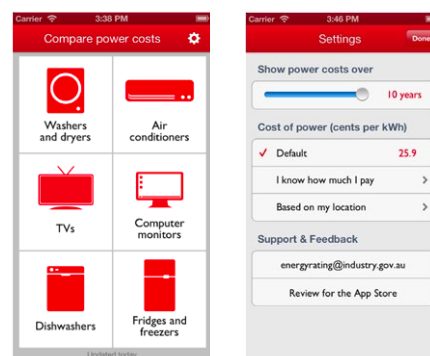 Carrier 3:38 PM
Compare power costs
Washers
and dryers
Air
conditioners
TVs
Computer
monitors
Dishwashers
Fridges and
freezers
Updated today
Carrier 3:46 PM
Settings Done
Show power costs over
10 years
Cost of power (cents per kWh)
Default 25.9
I know how much I pay
Based on my location
Support & Feedback
energyrating@industry.gov.au
Review for the App Store